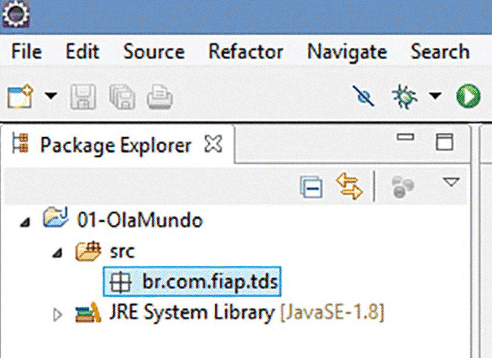 File Edit Source Refactor Navigate Search
Package Explorer
01-OlaMundo
src
br.com.fiap.tds
JRE System Library [JavaSE-1.8]